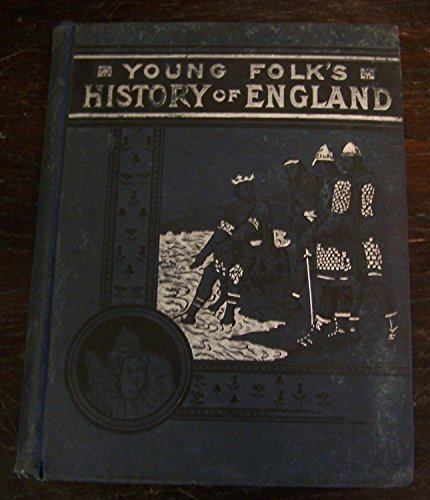 YOUNG FOLK'S
HISTORY OF ENGLAND